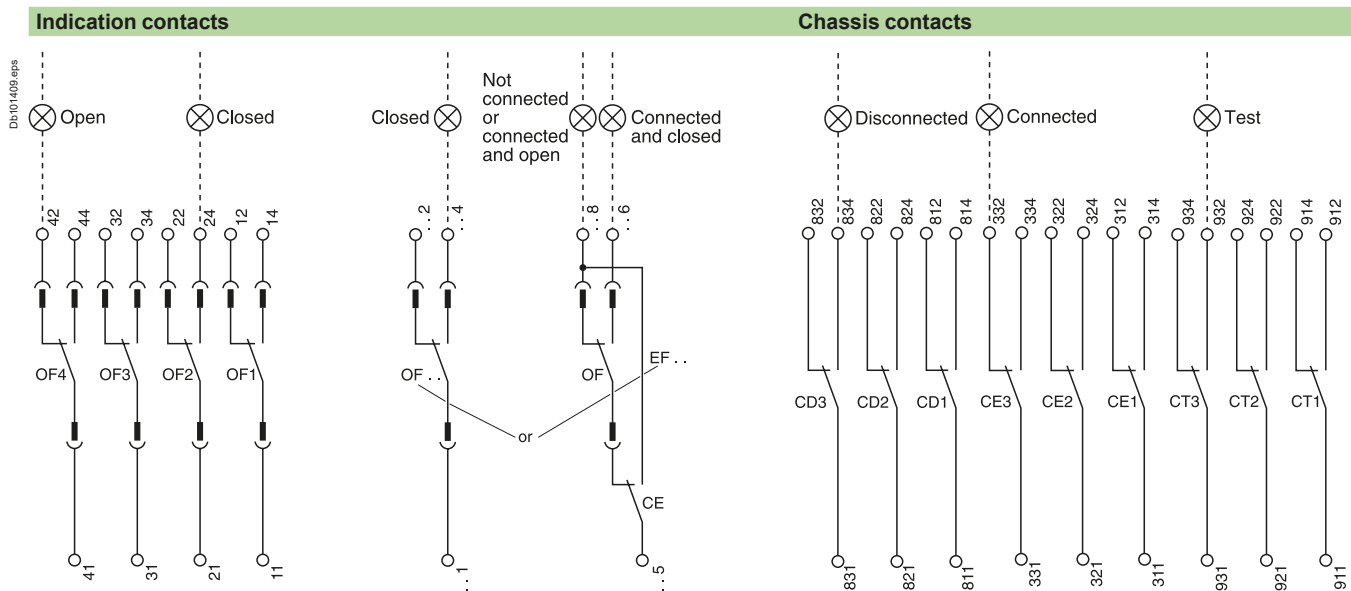 Indication contacts
Chassis contacts
Db101409.eps
Open
Closed
Closed
Not
connected
or
connected
and open
Connected
and closed
Disconnected
Connected
Test
42 44 32 34 22 24 12 14
. . 2 . . 4
. . 8 . . 6
832 834 822 824 812 814 332 334 322 324 312 314 934 932 924 922 914 912
OF4 OF3 OF2 OF1
OF . .
OF
EF . .
or
CE
CD3 CD2 CD1 CE3 CE2 CE1 CT3 CT2 CT1
41 31 21 11
. . 1
. . 5
831 821 811 331 321 311 931 921 911